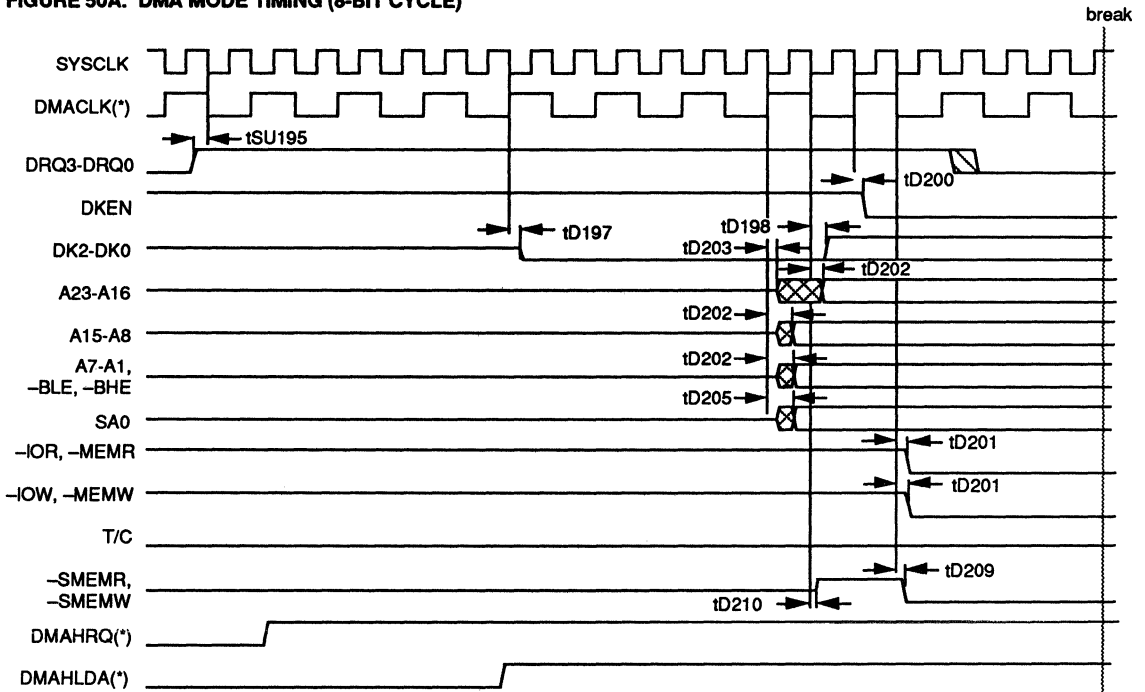 FIGURE 50A. DMA MODE TIMING (8-BIT CYCLE)
break
SYSCLK
DMACLK(*)
tSU195
DRQ3-DRQ0
tD200
DKEN
tD198
tD197
DK2-DK0
tD203
tD202
A23-A16
tD202
A15-A8
A7-A1,
tD202
–BLE, –BHE
tD205
SA0
–IOR, –MEMR
tD201
–IOW, –MEMW
tD201
T/C
–SMEMR,
tD209
–SMEMW
tD210
DMAHRQ(*)
DMAHLDA(*)